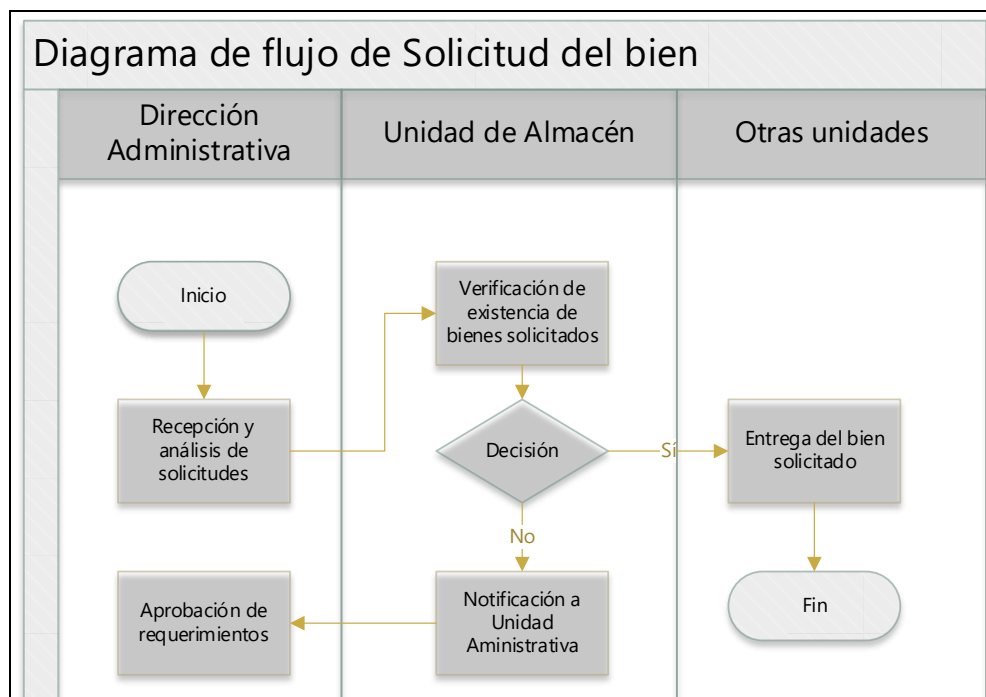 Diagrama de flujo de Solicitud del bien
Dirección
Administrativa
Unidad de Almacén
Otras unidades
Inicio
Verificación de
existencia de
bienes solicitados
Recepción y
análisis de
solicitudes
Decisión
Sí
Entrega del bien
solicitado
No
Aprobación de
requerimientos
Notificación a
Unidad
Aministrativa
Fin